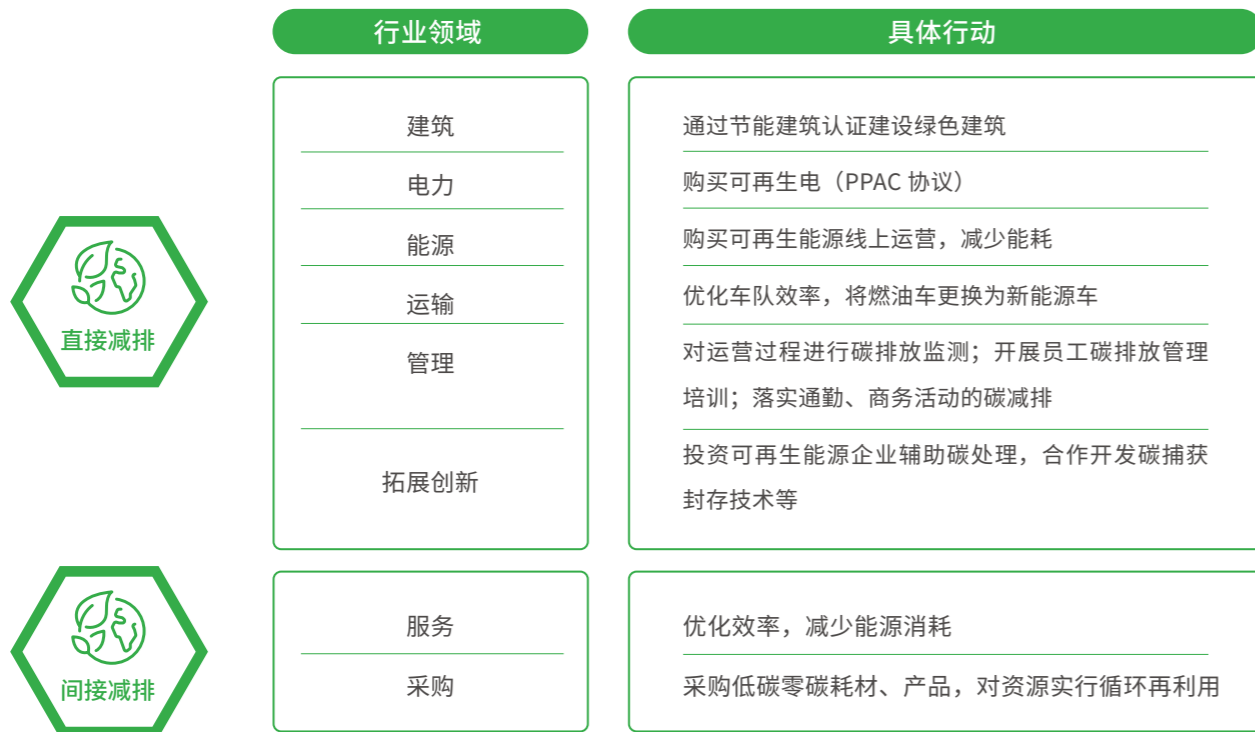 行业领域
具体行动
直接减排
建筑
通过节能建筑认证建设绿色建筑
电力
购买可再生电（PPAC 协议）
能源
购买可再生能源线上运营，减少能耗
运输
优化车队效率，将燃油车更换为新能源车
管理
对运营过程进行碳排放监测；开展员工碳排放管理
培训；落实通勤、商务活动的碳减排
拓展创新
投资可再生能源企业辅助碳处理，合作开发碳捕获
封存技术等
间接减排
服务
优化效率，减少能源消耗
采购
采购低碳零碳耗材、产品，对资源实行循环再利用